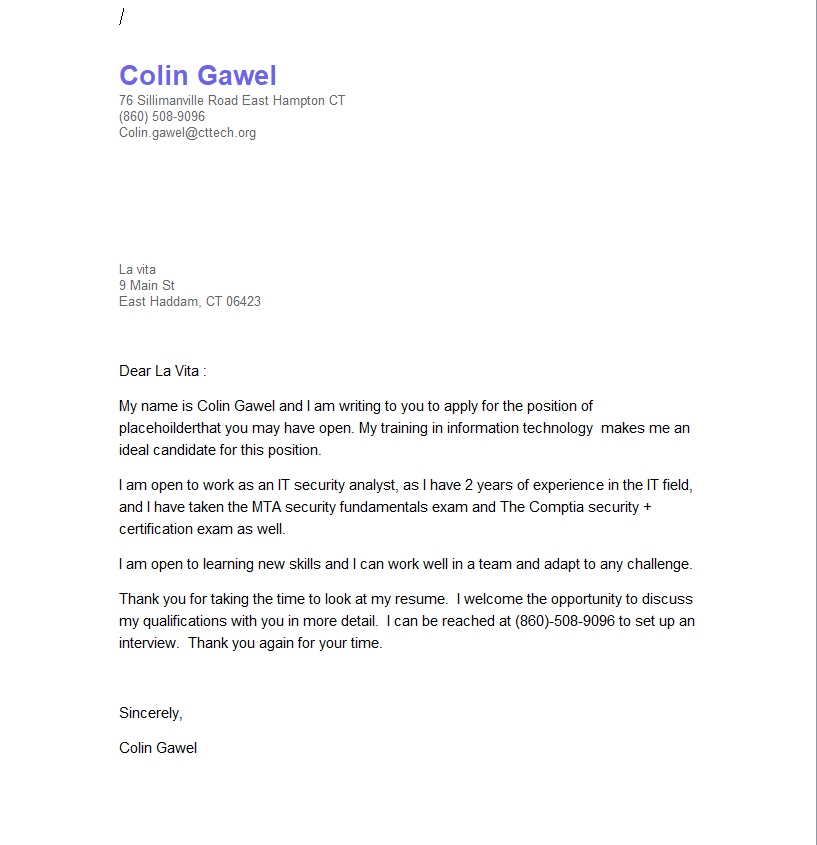 /
Colin Gawel
76 Sillimanville Road East Hampton CT
(860) 508-9096
Colin.gawel@cttech.org
La vita
9 Main St
East Haddam, CT 06423
Dear La Vita :
My name is Colin Gawel and I am writing to you to apply for the position of
placehoilderthat you may have open. My training in information technology  makes me an
ideal candidate for this position.
I am open to work as an IT security analyst, as I have 2 years of experience in the IT field,
and I have taken the MTA security fundamentals exam and The Comptia security +
certification exam as well.
I am open to learning new skills and I can work well in a team and adapt to any challenge.
Thank you for taking the time to look at my resume.  I welcome the opportunity to discuss
my qualifications with you in more detail.  I can be reached at (860)-508-9096 to set up an
interview.  Thank you again for your time.
Sincerely,
Colin Gawel